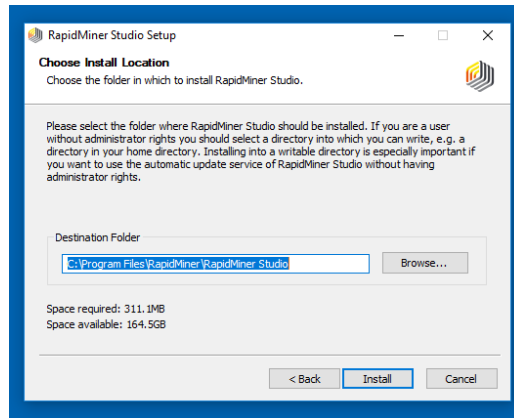 RapidMiner Studio Setup
Choose Install Location
Choose the folder in which to install RapidMiner Studio.
Please select the folder where RapidMiner Studio should be installed. If you are a user
without administrator rights you should select a directory into which you can write, e.g. a
directory in your home directory. Installing into a writable directory is especially important if
you want to use the automatic update service of RapidMiner Studio without having
administrator rights.
Destination Folder
C:\Program Files\RapidMiner\RapidMiner Studio
Browse...
Space required: 311.1MB
Space available: 164.5GB
< Back
Install
Cancel